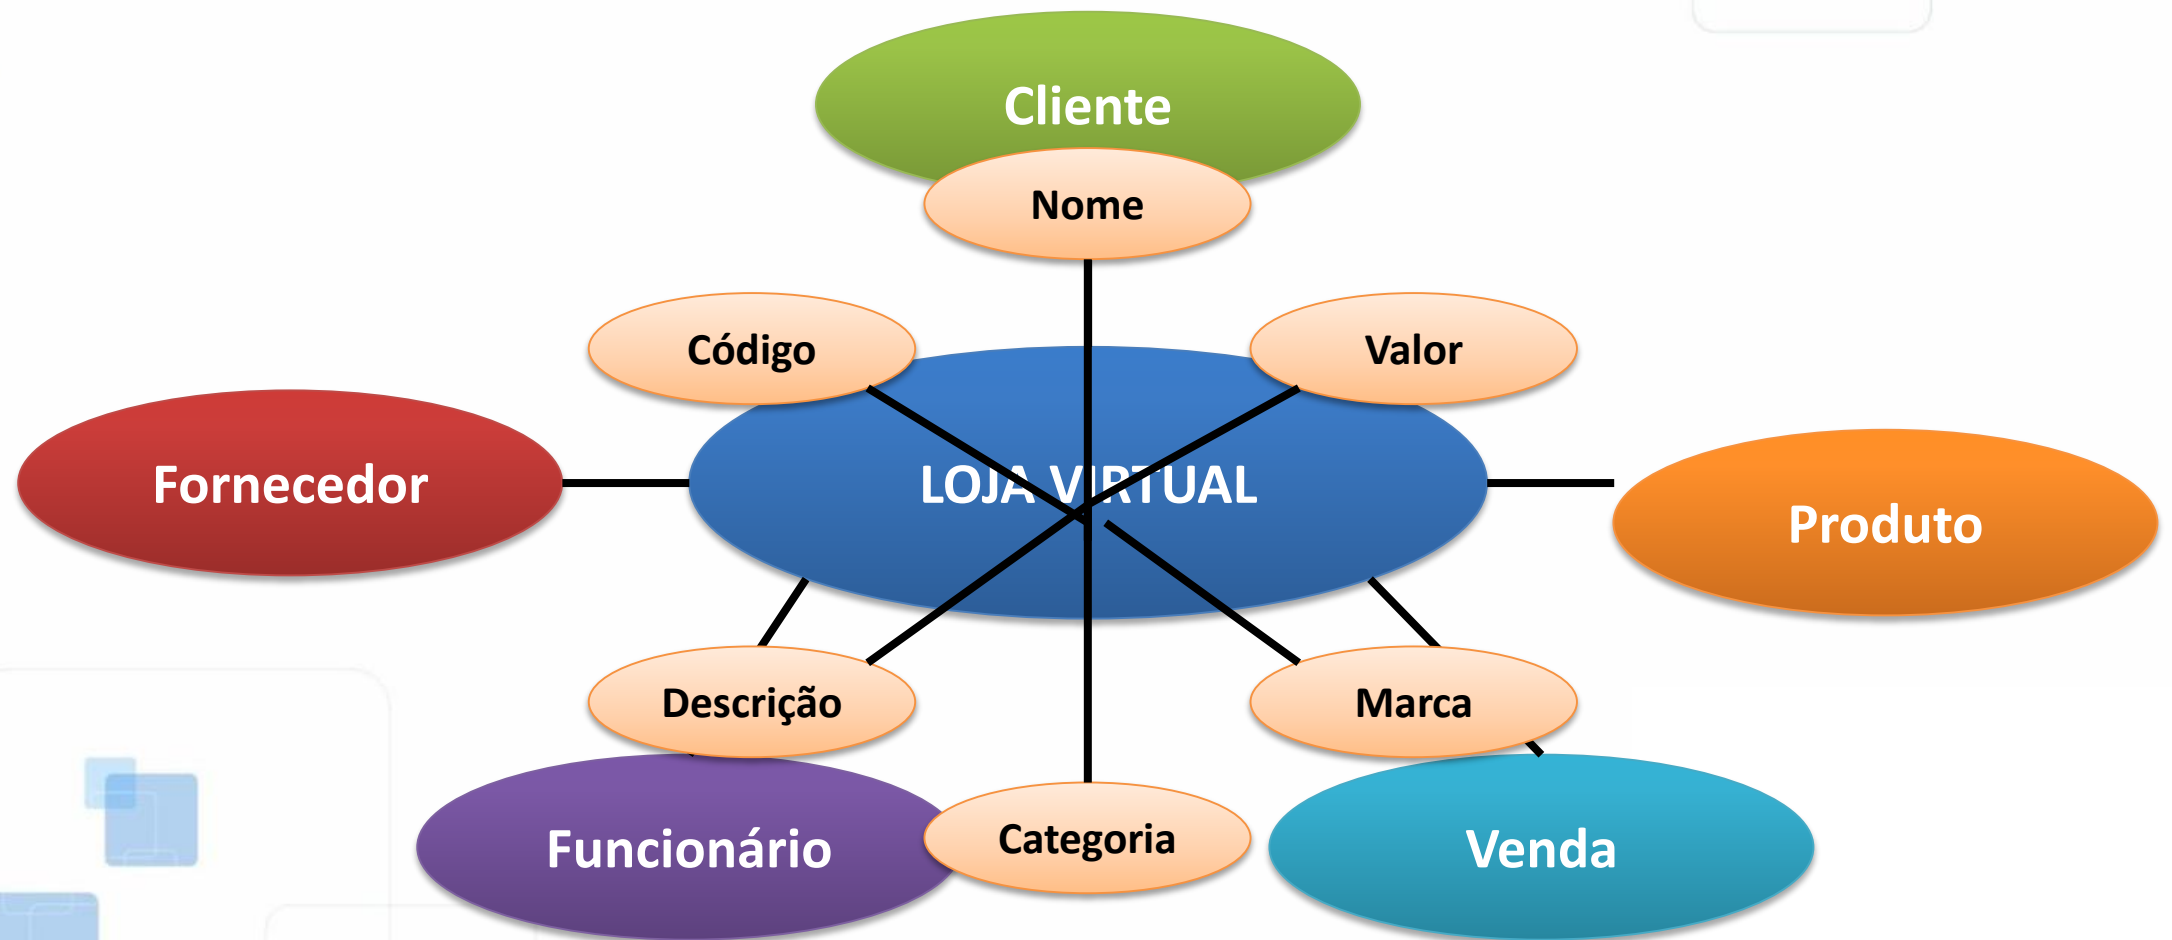 Cliente
Nome
Código
Valor
Fornecedor
LOJA VIRTUAL
Produto
Descrição
Marca
Funcionário
Categoria
Venda